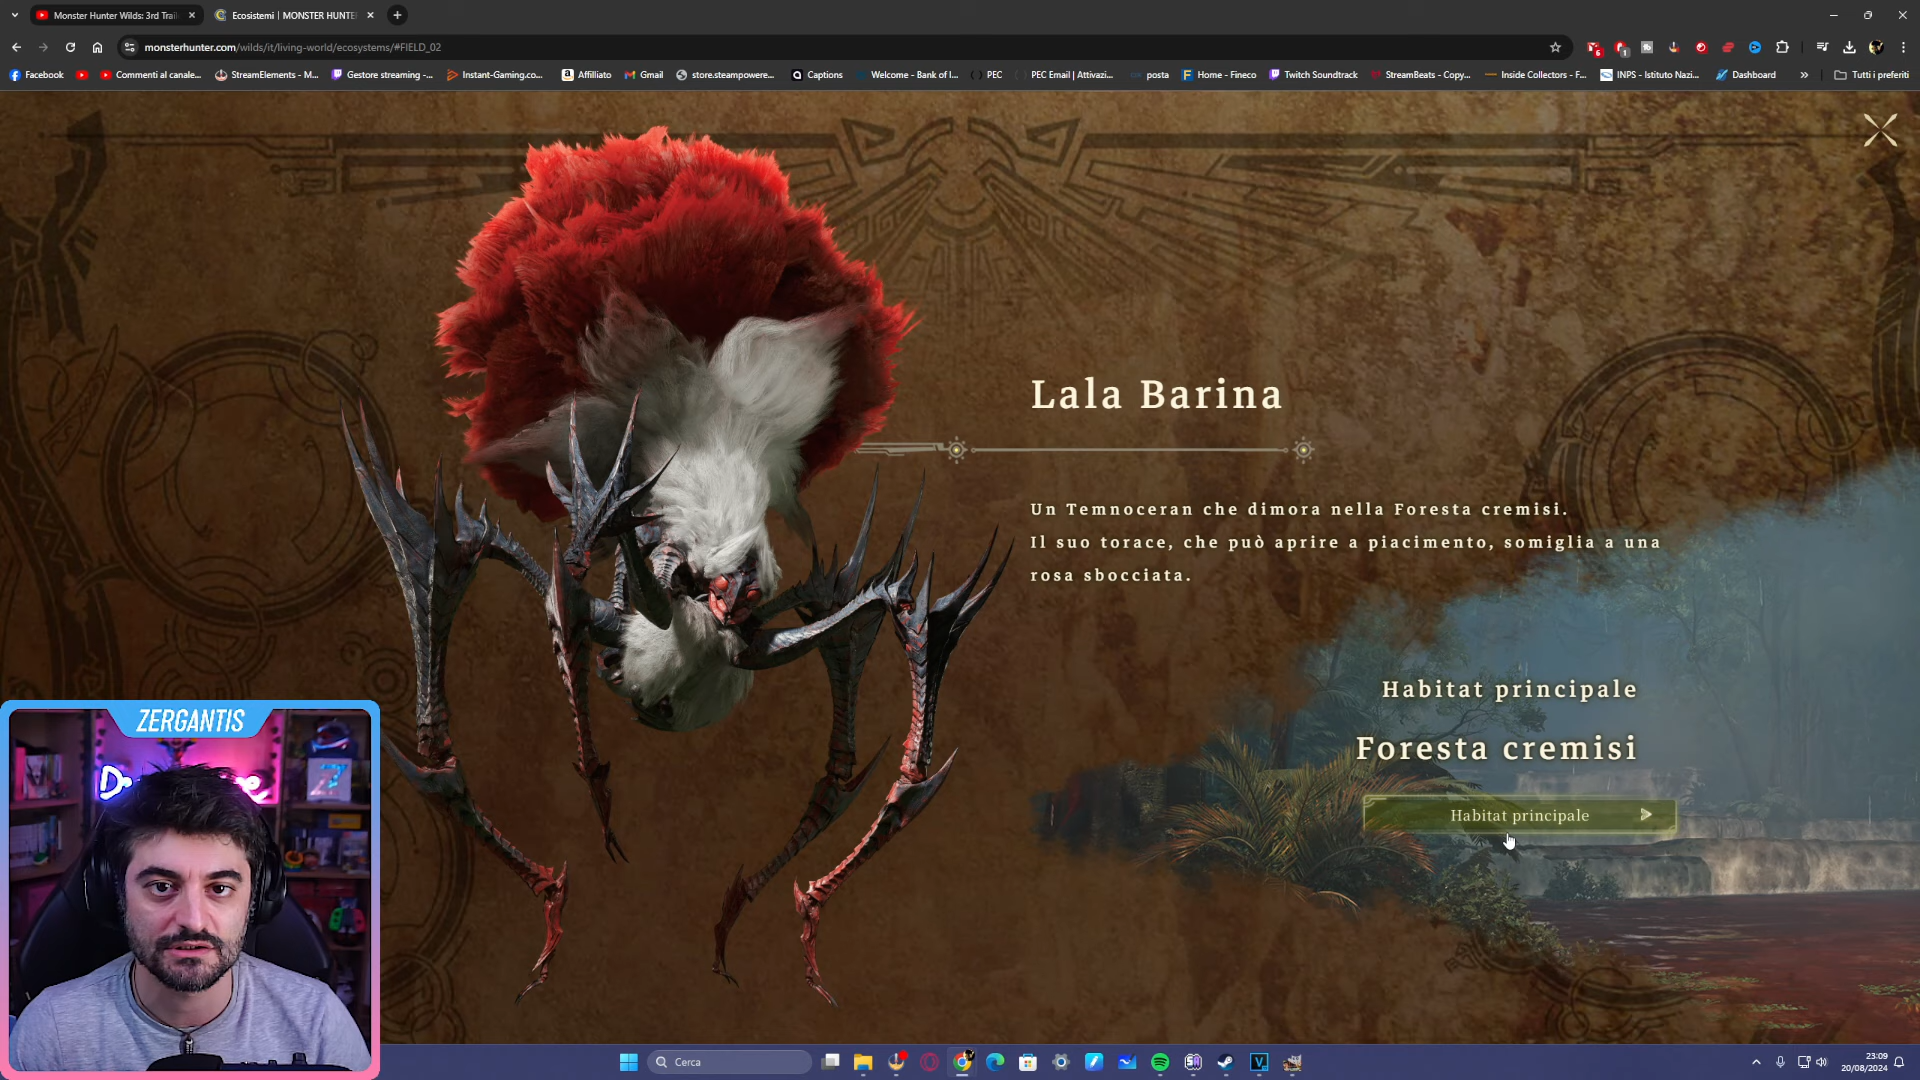 Monster Hunter Wilds: 3rd Trail
Ecosistemi | MONSTER HUNTE
monsterhunter.com/wilds/it/living-world/ecosystems/#FIELD_02
Facebook
Commenti al canale...
StreamElements - M...
Gestore streaming -...
Instant-Gaming.co...
Affilliato
Gmail
store.steampowere...
Captions
Welcome - Bank of I...
PEC
PEC Email | Attivazi...
posta
Home - Fineco
Twitch Soundtrack
StreamBeats - Copy...
Inside Collectors - F...
INPS - Istituto Nazi...
Dashboard
Tutti i preferiti
Lala Barina
Un Temnoceran che dimora nella Foresta cremisi.
Il suo torace, che può aprire a piacimento, somiglia a una
rosa sbocciata.
Habitat principale
Foresta cremisi
Habitat principale
ZERGANTIS
Cerca
23:09
20/08/2024